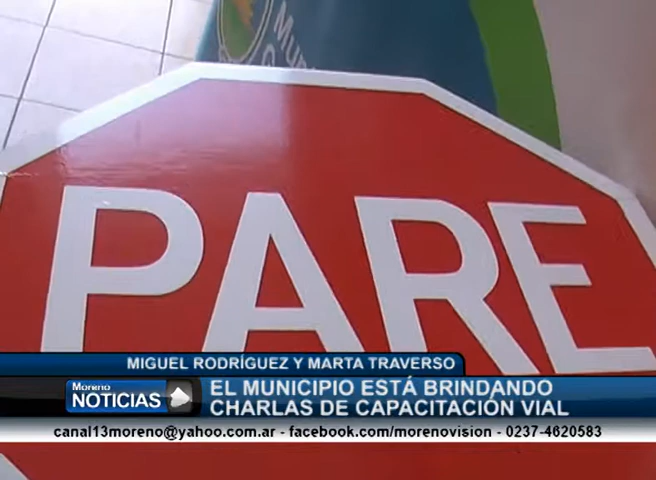 Mu
PARE
MIGUEL RODRÍGUEZ Y MARTA TRAVERSO
Moreno
NOTICIAS
EL MUNICIPIO ESTÁ BRINDANDO
CHARLAS DE CAPACITACIÓN VIAL
canal13moreno@yahoo.com.ar - facebook.com/morenovision - 0237-4620583